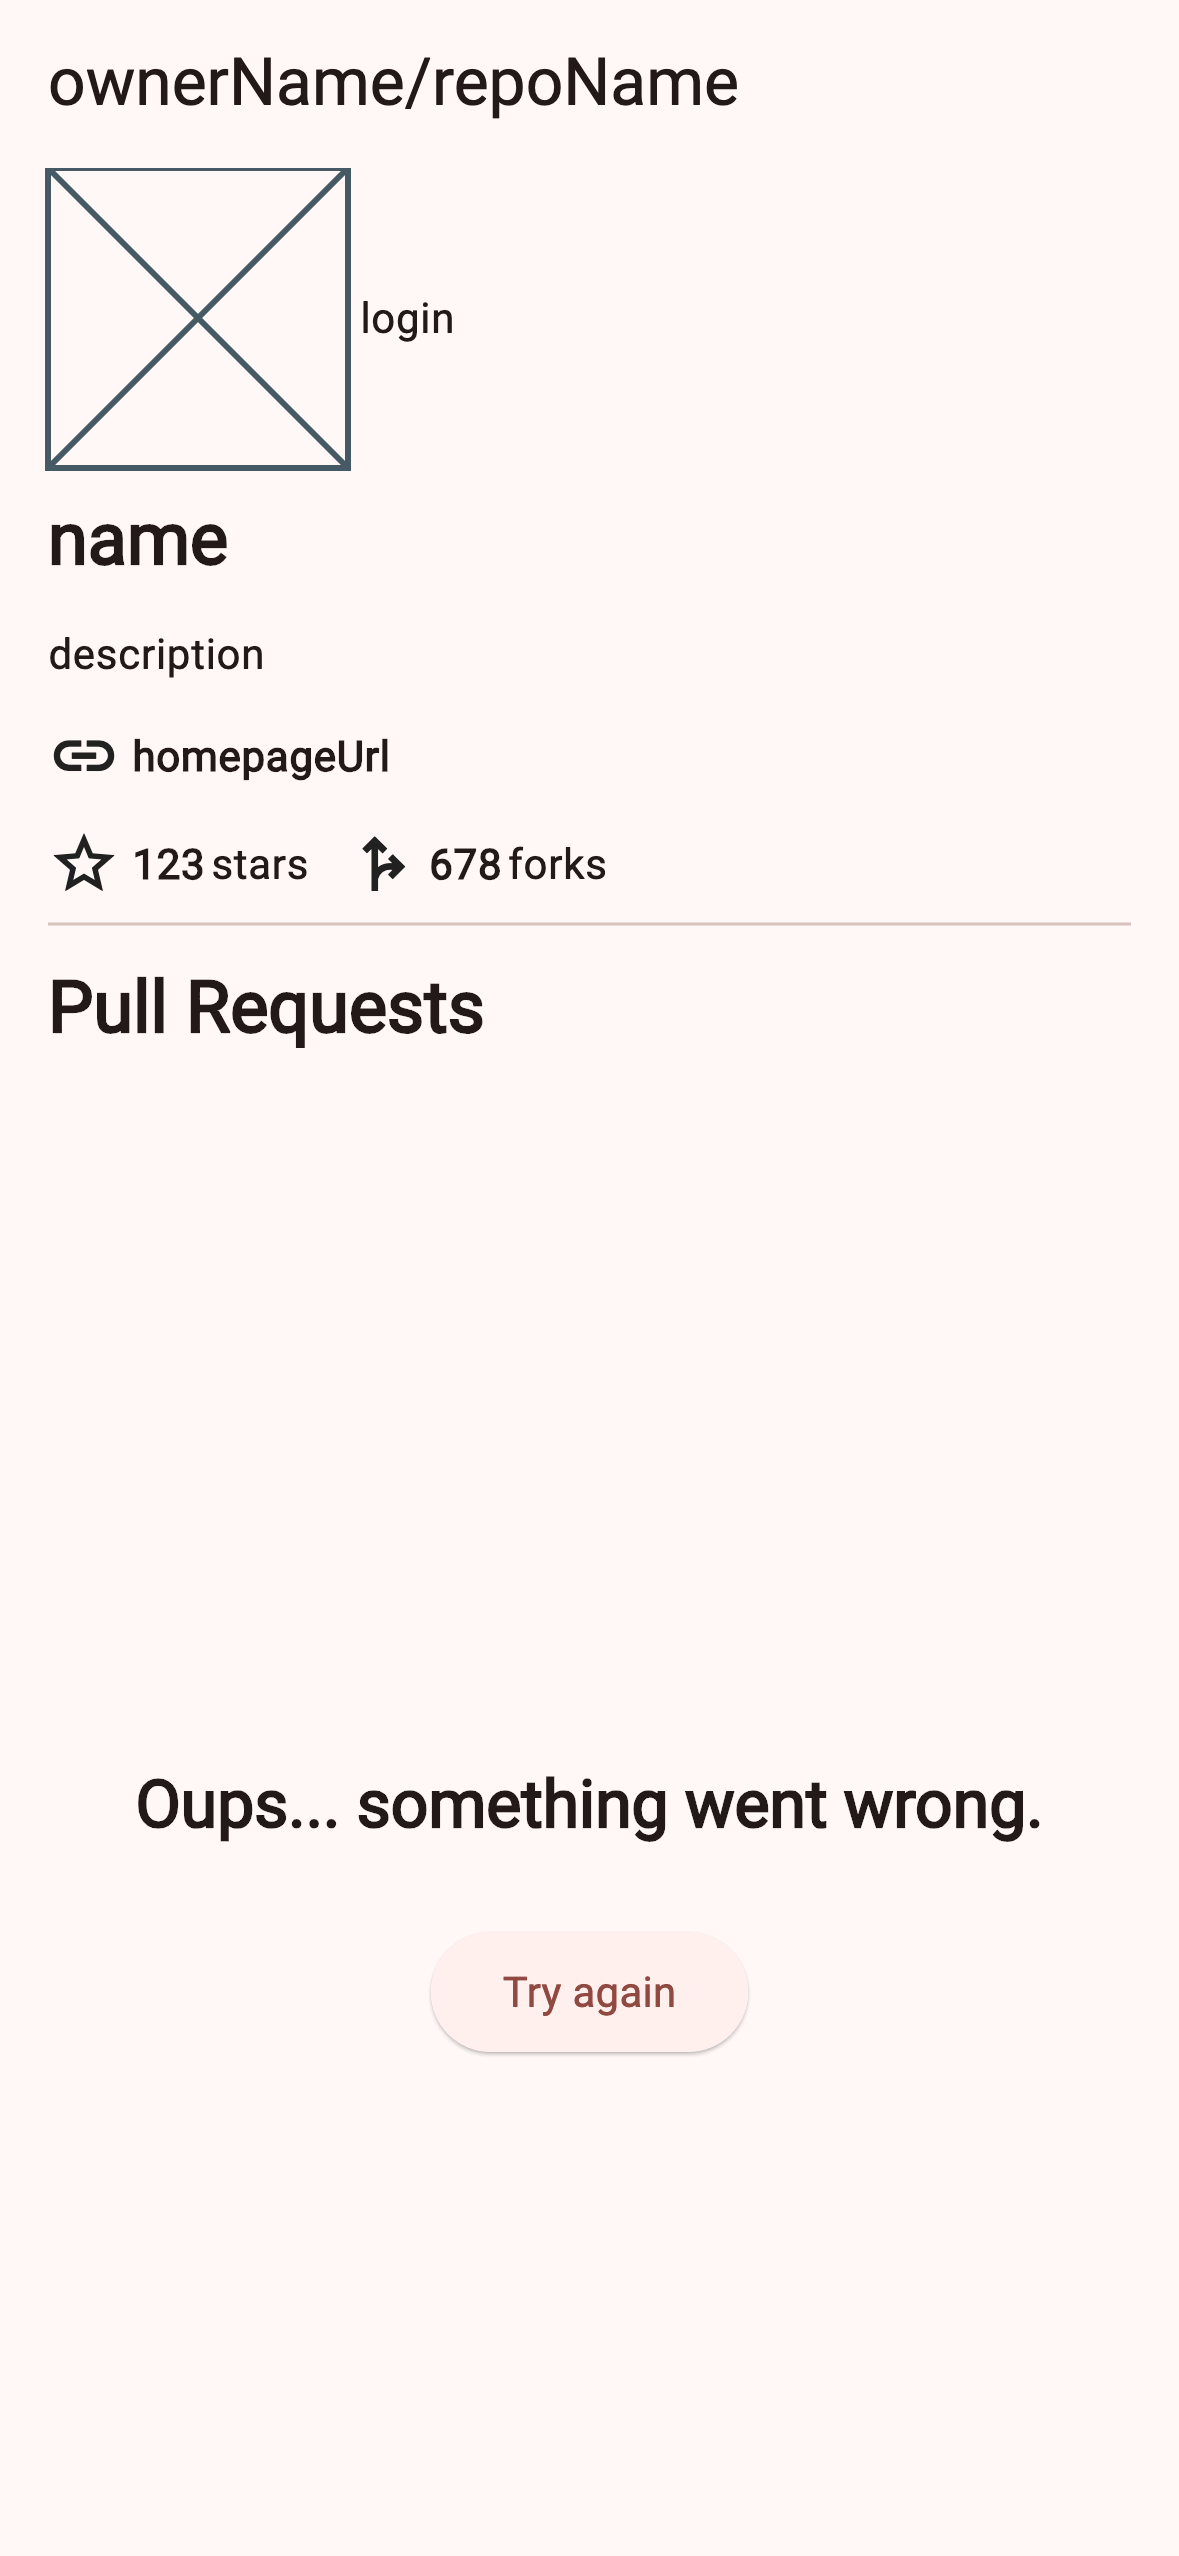 ownerName/repoName
login
name
description
homepageUrl
123 stars 678 forks
Pull Requests
Oups... something went wrong.
Try again